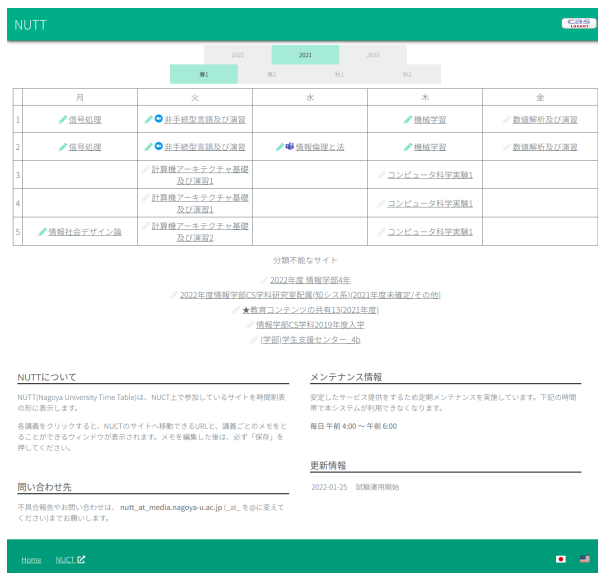 NUTT
cas
LOGOUT
2022 2021 2020
春1 春2 秋1 秋2
月 火 水 木 金
1 信号処理 非手続型言語及び演習 機械学習 数値解析及び演習
2 信号処理 非手続型言語及び演習 情報倫理と法 機械学習 数値解析及び演習
3 計算機アーキテクチャ基礎 コンピュータ科学実験1
及び演習1
4 計算機アーキテクチャ基礎 コンピュータ科学実験1
及び演習1
5 情報社会デザイン論 計算機アーキテクチャ基礎 コンピュータ科学実験1
及び演習2
分類不能なサイト
2022年度 情報学部4年
2022年度情報学部CS学科研究室配属(知シス系)(2021年度未確定/その他)
★教育コンテンツの共有13(2021年度)
情報学部CS学科2019年度入学
(学部)学生支援センター_4b
NUTTについて
NUTT(Nagoya University Time Table)は、NUCT上で参加しているサイトを時間割表
の形に表示します。
各講義をクリックすると、NUCTのサイトへ移動できるURLと、講義ごとのメモをと
ることができるウィンドウが表示されます。メモを編集した後は、必ず「保存」を
押してください。
メンテナンス情報
安定したサービス提供をするため定期メンテナンスを実施しています。下記の時間
帯で本システムが利用できなくなります。
毎日 午前 4:00 ～ 午前 6:00
問い合わせ先
不具合報告やお問い合わせは、 nutt_at_media.nagoya-u.ac.jp (_at_ を@に変えて
ください)までお願いします。
更新情報
2022-01-25 試験運用開始
Home NUCT